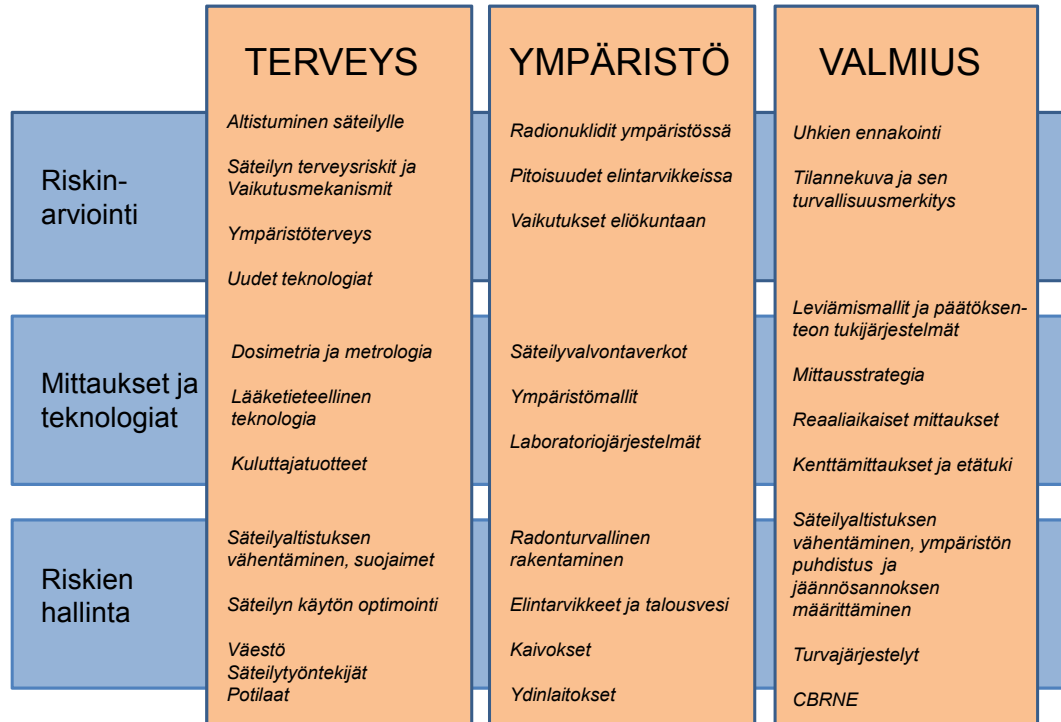 TERVEYS
YMPÄRISTÖ
VALMIUS
Riskin-
arviointi
Altistuminen säteilylle
Säteilyn terveysriskit ja
Vaikutusmekanismit
Ympäristöterveys
Uudet teknologiat
Radionuklidit ympäristössä
Pitoisuudet elintarvikkeissa
Vaikutukset eliökuntaan
Uhkien ennakointi
Tilannekuva ja sen
turvallisuusmerkitys
Mittaukset ja
teknologiat
Dosimetria ja metrologia
Lääketieteellinen
teknologia
Kuluttajatuotteet
Säteilyvalvontaverkot
Ympäristömallit
Laboratoriojärjestelmät
Leviämismallit ja päätöksen-
teon tukijärjestelmät
Mittausstrategia
Reaaliaikaiset mittaukset
Kenttämittaukset ja etätuki
Riskien
hallinta
Säteilyaltistuksen
vähentäminen, suojaimet
Säteilyn käytön optimointi
Väestö
Säteilytyöntekijät
Potilaat
Radonturvallinen
rakentaminen
Elintarvikkeet ja talousvesi
Kaivokset
Ydinlaitokset
Säteilyaltistuksen
vähentäminen, ympäristön
puhdistus ja
jäännösannoksen
määrittäminen
Turvajärjestelyt
CBRNE